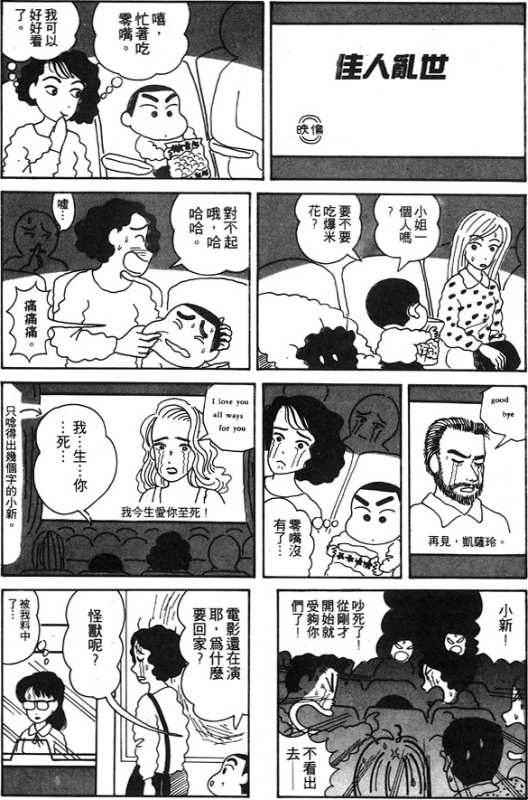 佳人亂世
映倫
嘻，
忙著吃
零嘴。
我可以
好好看
了。
小姐一
個人嗎
？
要不要
吃爆米
花？
對不起
哦，哈
哈哈。
噓…
痛痛痛。
good
bye
再見，凱薩玲。
零嘴沒
有了…
I love you
all ways
for you
我今生愛你至死！
我…生…你
…死…
只唸得出幾個字的小新。
小新！
吵死了！
從剛才
開始就
受夠你
們了！
不看出
去——
電影還在演
耶，爲什麼
要回家？
怪獸呢？
被我料中
了…